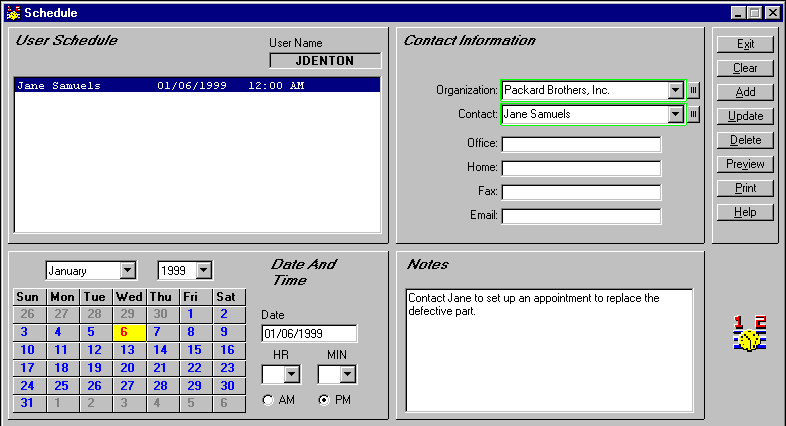 Schedule
User Schedule
User Name
JDENTON
Jane Samuels 01/06/1999 12:00 AM
Contact Information
Organization: Packard Brothers, Inc.
Contact: Jane Samuels
Office:
Home:
Fax:
Email:
Exit
Clear
Add
Update
Delete
Preview
Print
Help
January 1999
Sun Mon Tue Wed Thu Fri Sat
26 27 28 29 30 1 2
3 4 5 6 7 8 9
10 11 12 13 14 15 16
17 18 19 20 21 22 23
24 25 26 27 28 29 30
31 1 2 3 4 5 6
Date And
Time
Date
01/06/1999
HR MIN
AM PM
Notes
Contact Jane to set up an appointment to replace the
defective part.
1 2